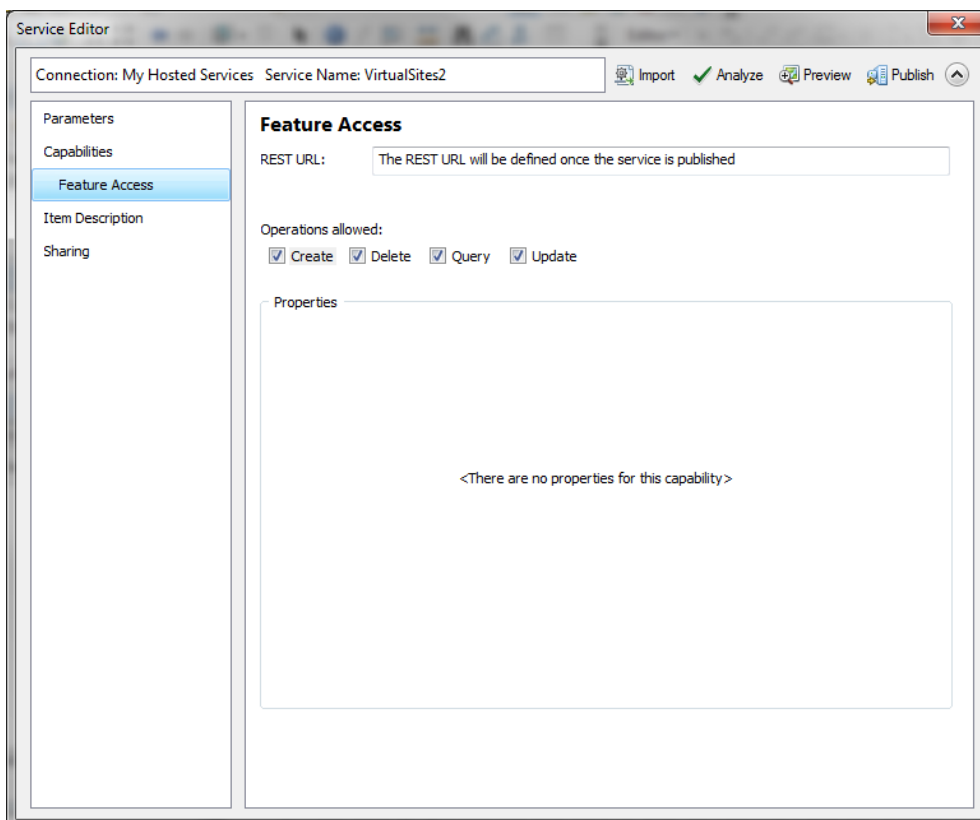 Service Editor
Connection: My Hosted Services Service Name: VirtualSites2
Import Analyze Preview Publish
Parameters
Capabilities
Feature Access
Item Description
Sharing
Feature Access
REST URL: The REST URL will be defined once the service is published
Operations allowed:
Create Delete Query Update
Properties
<There are no properties for this capability>